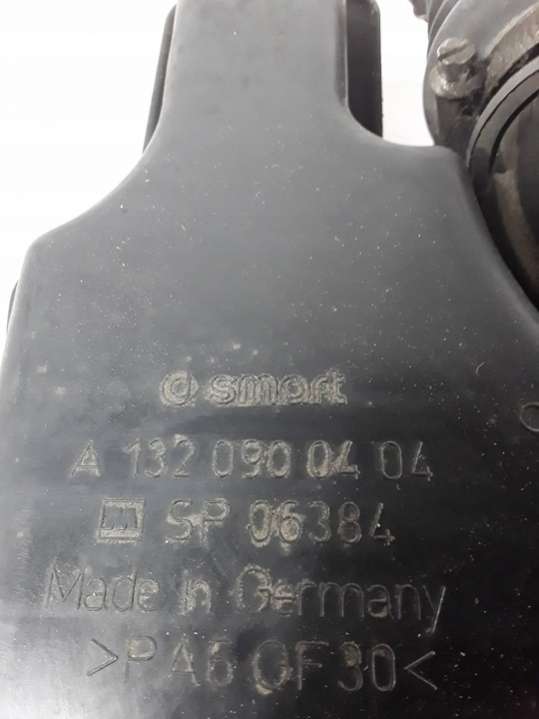 smart
A 132 090 04 04
SP 06384
Made in Germany
>PA6 GF30<